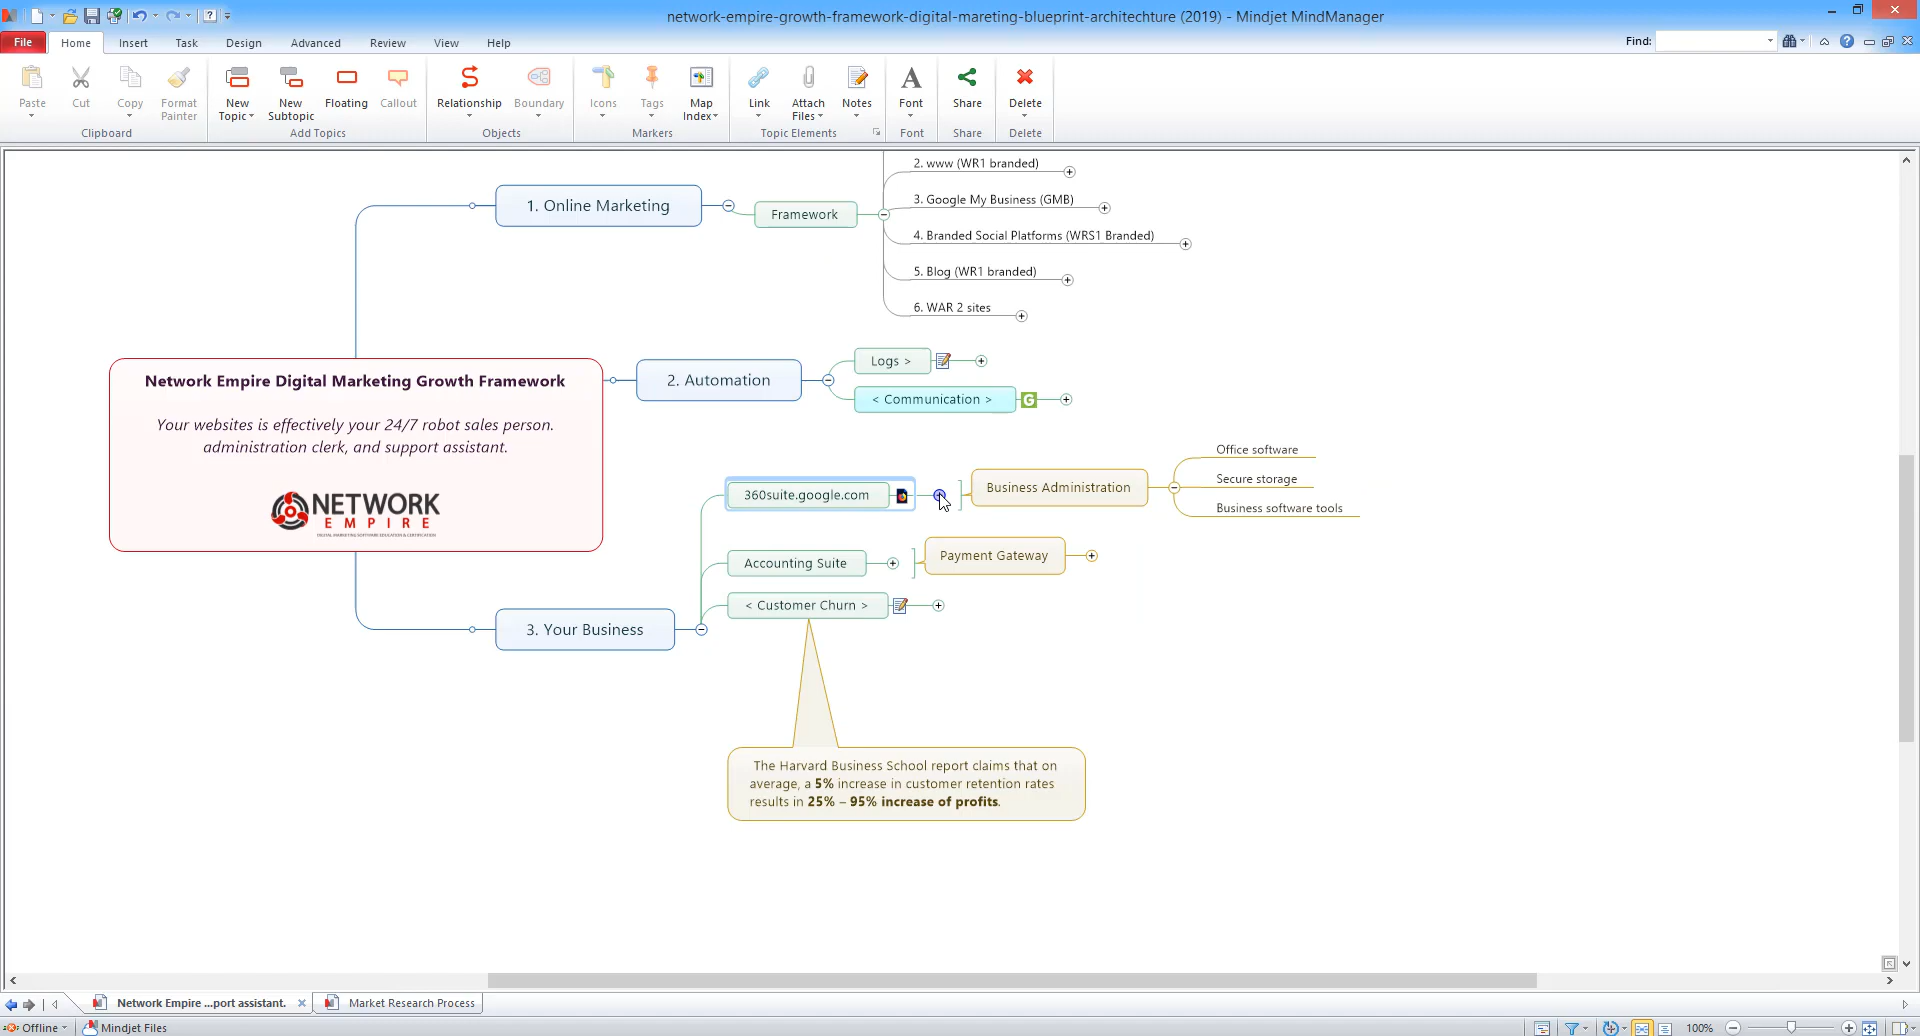 network-empire-growth-framework-digital-mareting-blueprint-architechture (2019) - Mindjet MindManager
File
Home
Insert
Task
Design
Advanced
Review
View
Help
Find:
Paste
Cut
Copy
Format Painter
Clipboard
New Topic
New Subtopic
Floating
Callout
Add Topics
Relationship
Boundary
Objects
Icons
Tags
Map Index
Markers
Link
Attach Files
Notes
Topic Elements
Font
Font
Share
Share
Delete
Delete
1. Online Marketing
Framework
2. www (WR1 branded)
3. Google My Business (GMB)
4. Branded Social Platforms (WRS1 Branded)
5. Blog (WR1 branded)
6. WAR 2 sites
Network Empire Digital Marketing Growth Framework
Your websites is effectively your 24/7 robot sales person.
administration clerk, and support assistant.
NETWORK
EMPIRE
DIGITAL MARKETING SOFTWARE EDUCATION & CERTIFICATION
2. Automation
Logs >
< Communication >
G
360suite.google.com
Business Administration
Office software
Secure storage
Business software tools
Accounting Suite
Payment Gateway
< Customer Churn >
3. Your Business
The Harvard Business School report claims that on
average, a 5% increase in customer retention rates
results in 25% – 95% increase of profits.
Network Empire ...port assistant.
Market Research Process
Offline
Mindjet Files
100%